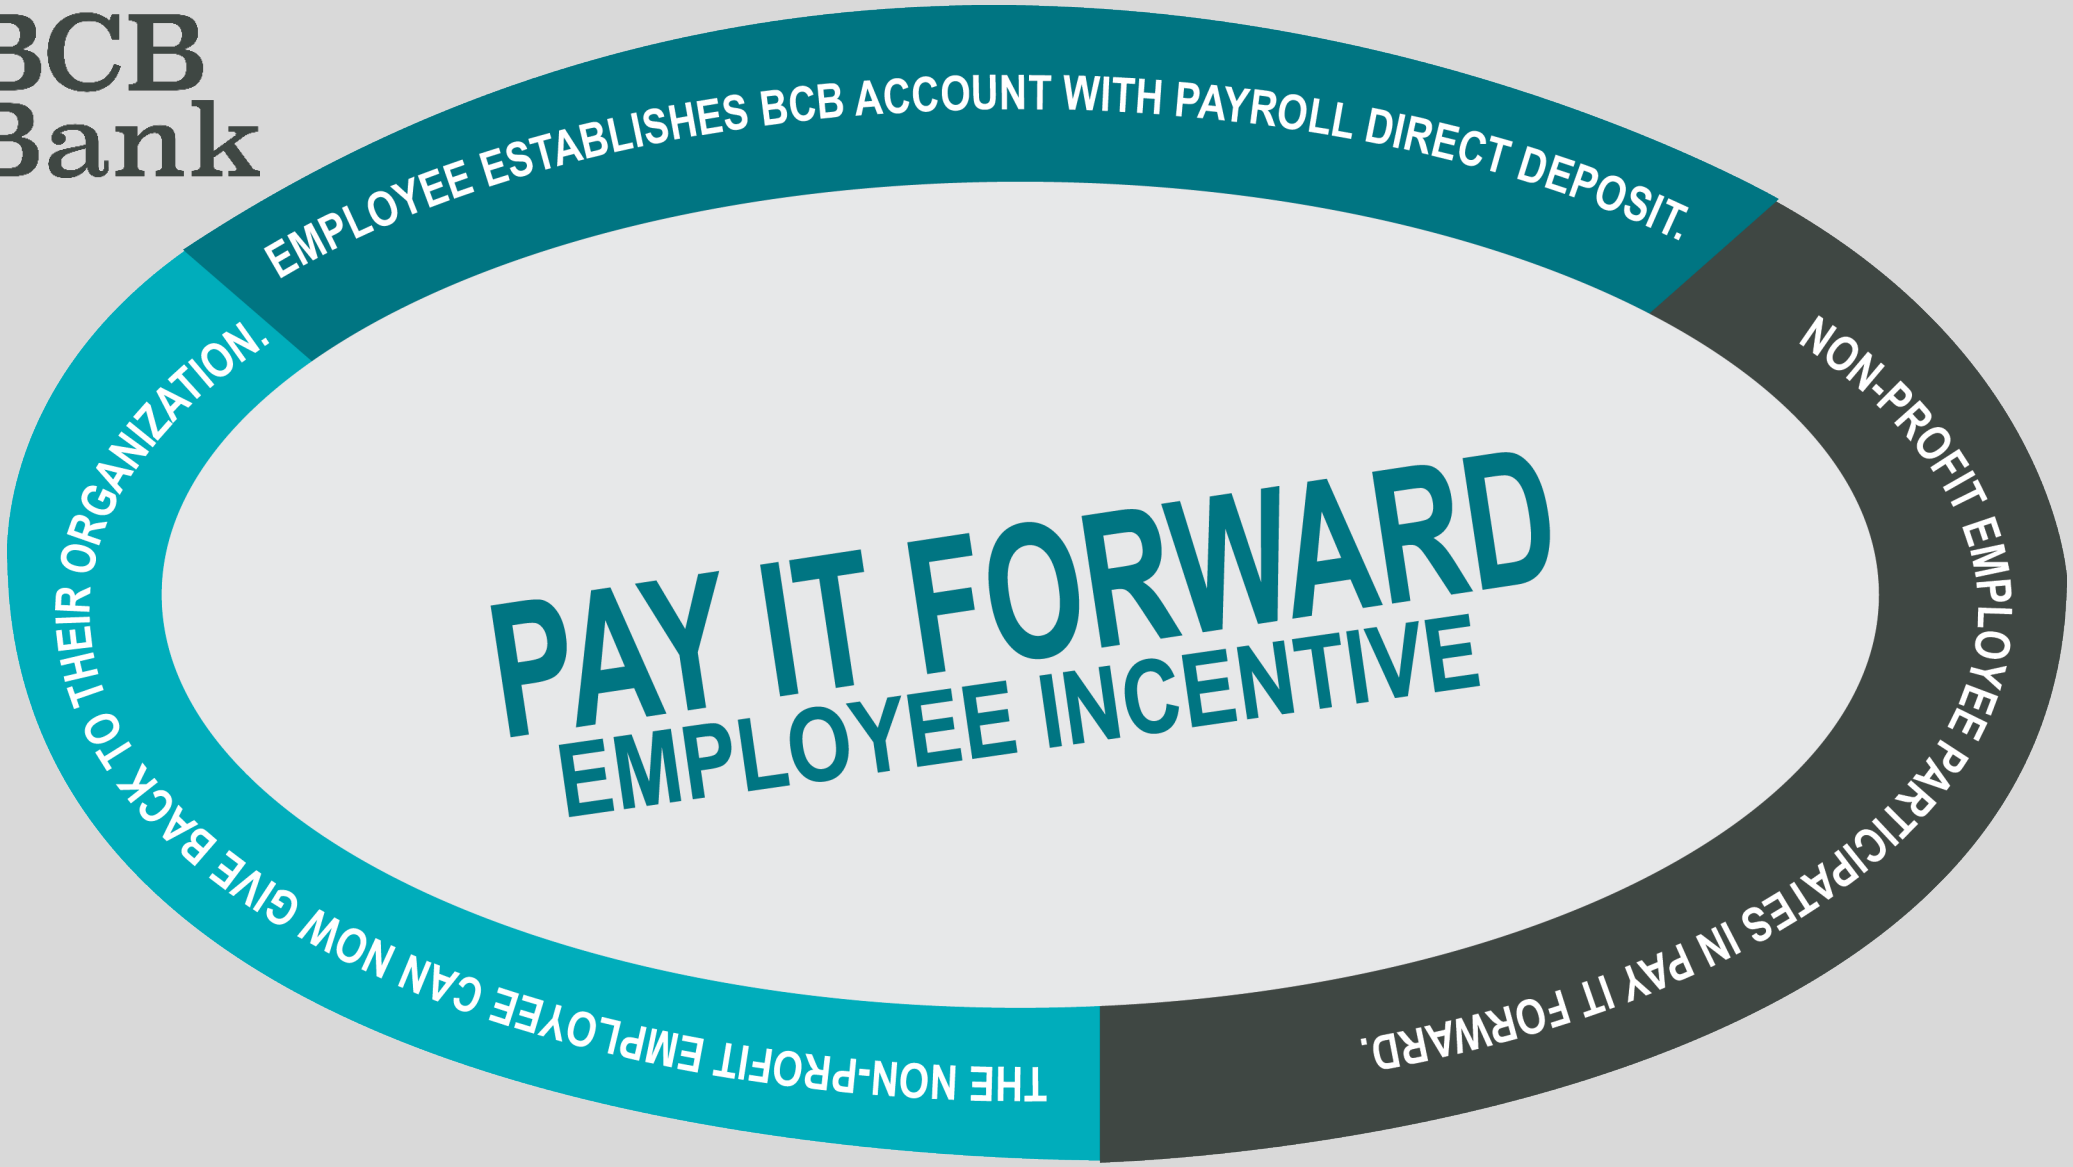 BCB
Bank
EMPLOYEE ESTABLISHES BCB ACCOUNT WITH PAYROLL DIRECT DEPOSIT.
NON-PROFIT EMPLOYEE PARTICIPATES IN PAY IT FORWARD.
THE NON-PROFIT EMPLOYEE CAN NOW GIVE BACK TO THEIR ORGANIZATION.
PAY IT FORWARD
EMPLOYEE INCENTIVE